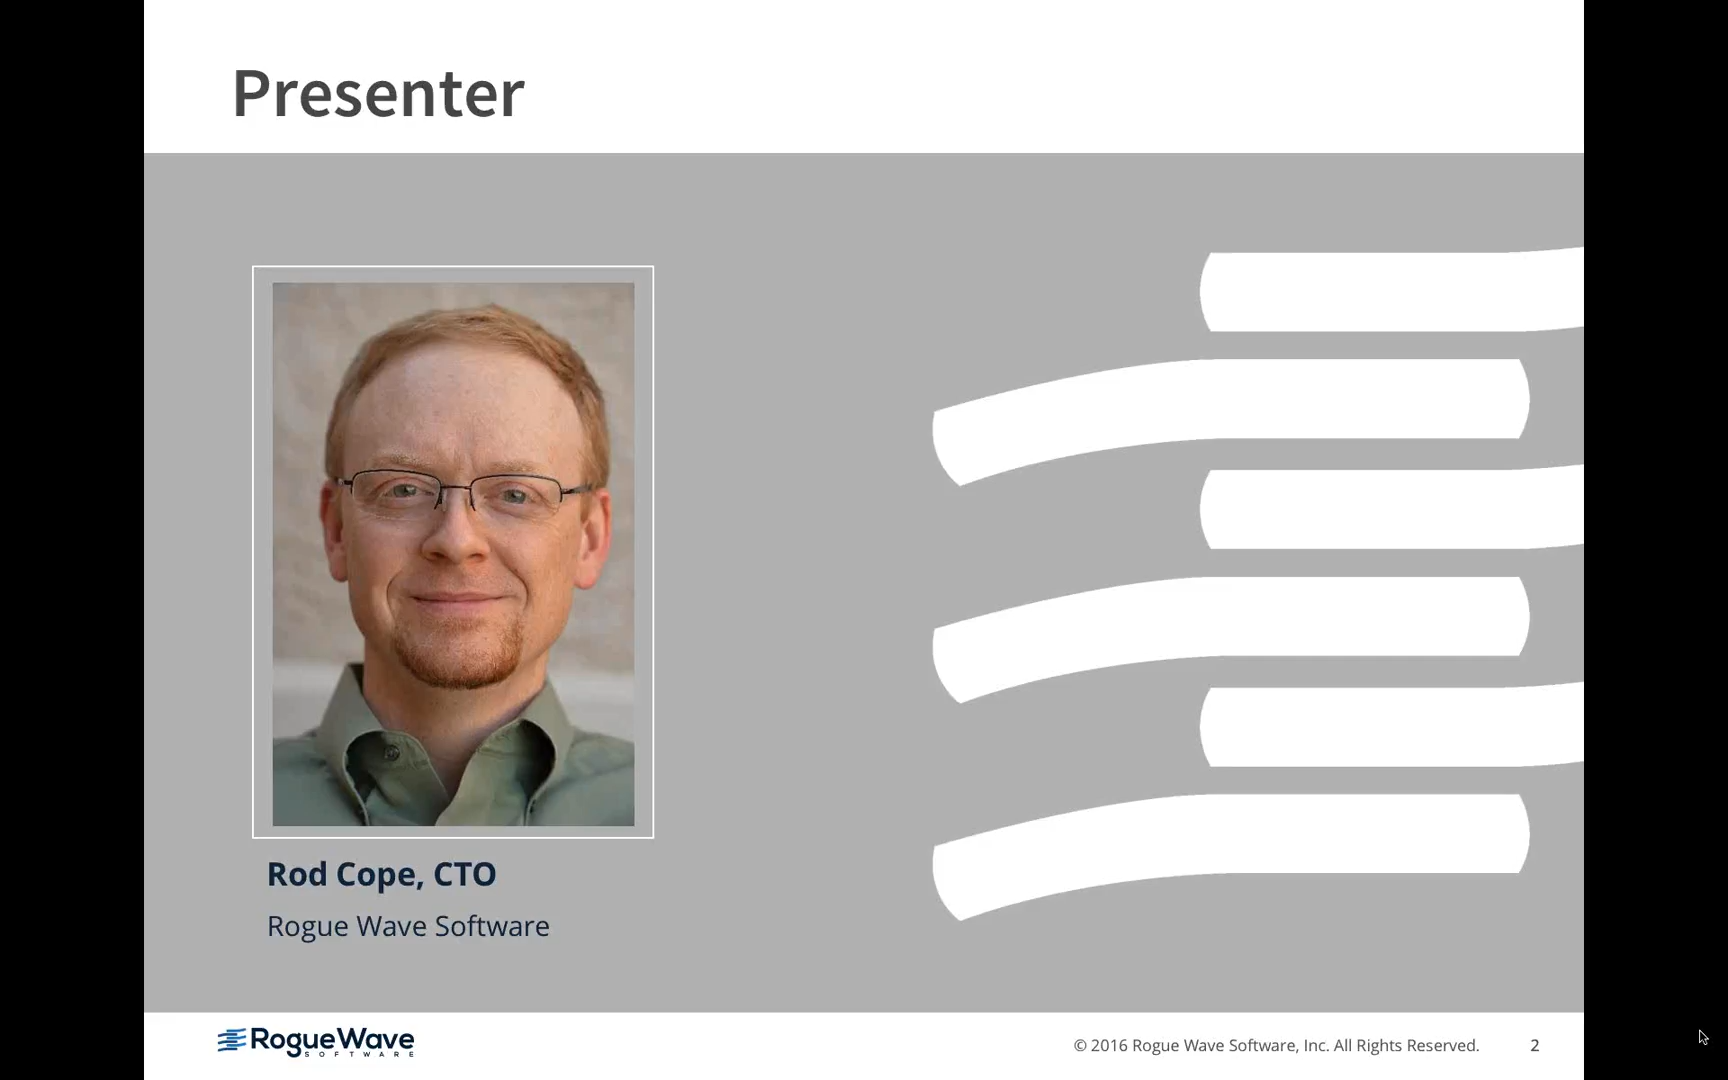 Presenter
Rod Cope, CTO
Rogue Wave Software
RogueWave
SOFTWARE
© 2016 Rogue Wave Software, Inc. All Rights Reserved.
2